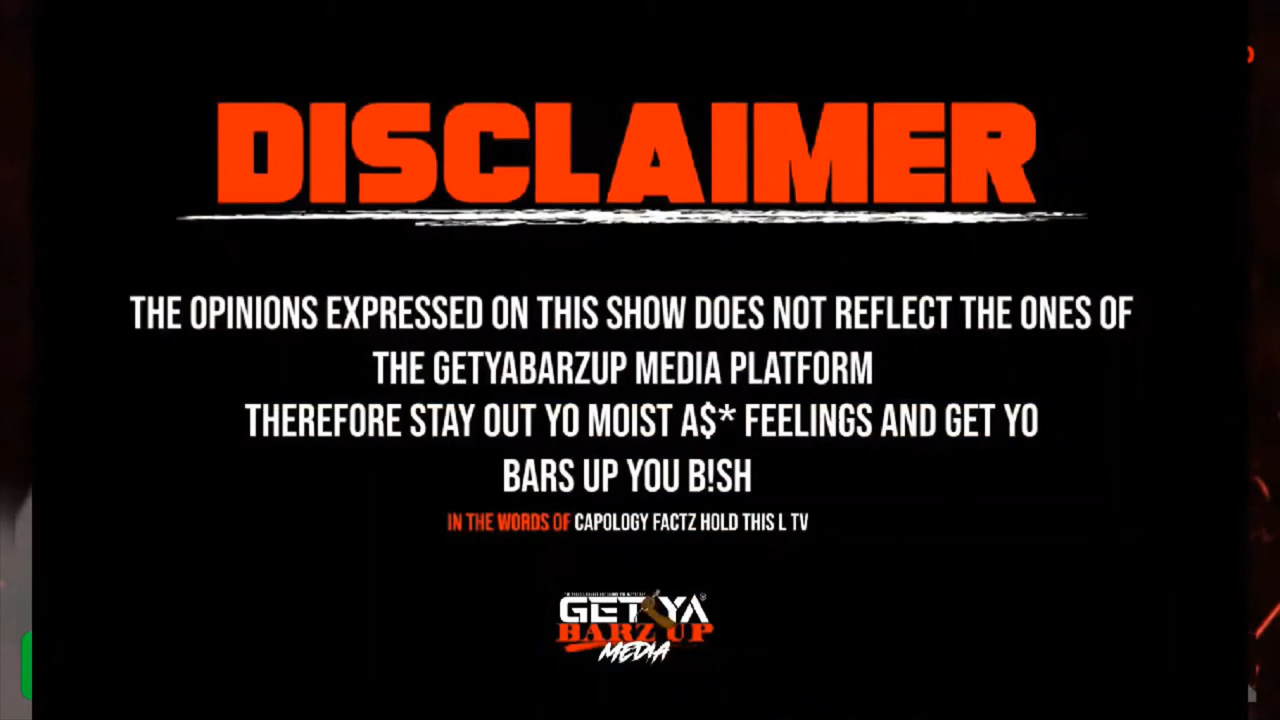 DISCLAIMER
THE OPINIONS EXPRESSED ON THIS SHOW DOES NOT REFLECT THE ONES OF
THE GETYABARZUP MEDIA PLATFORM
THEREFORE STAY OUT YO MOIST A$* FEELINGS AND GET YO
BARS UP YOU B!SH
IN THE WORDS OF CAPOLOGY FACTZ HOLD THIS L TV
GET YA®
BARZ UP
MEDIA